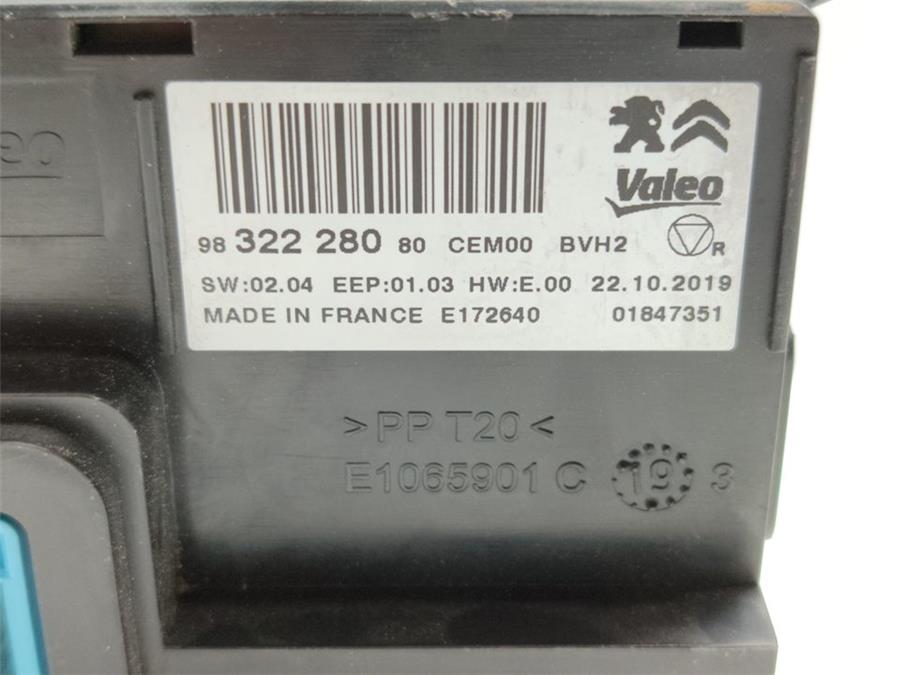 Valeo
98 322 280 80 CEM00 BVH2 R
SW:02.04 EEP:01.03 HW:E.00 22.10.2019
MADE IN FRANCE E172640 01847351
>PP T20<
E1065901 C 19 3